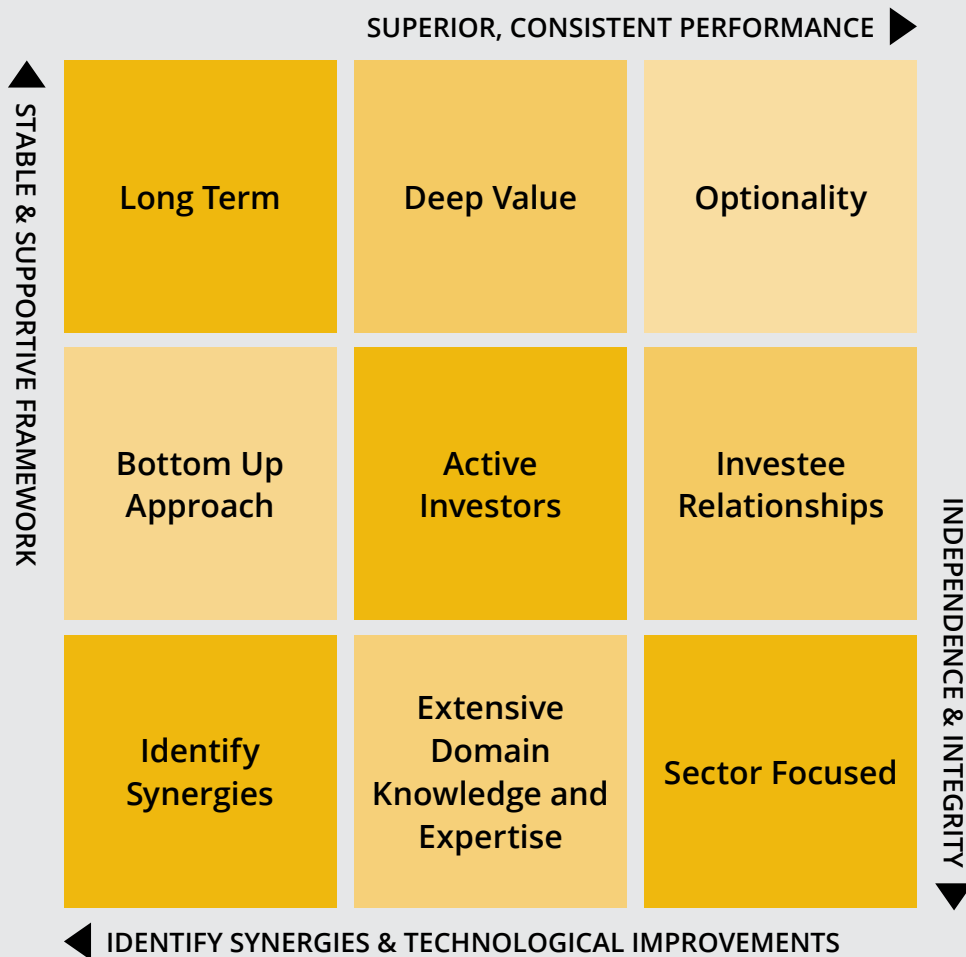 SUPERIOR, CONSISTENT PERFORMANCE
STABLE & SUPPORTIVE FRAMEWORK
Long Term
Deep Value
Optionality
Bottom Up
Approach
Active
Investors
Investee
Relationships
Identify
Synergies
Extensive
Domain
Knowledge and
Expertise
Sector Focused
INDEPENDENCE & INTEGRITY
IDENTIFY SYNERGIES & TECHNOLOGICAL IMPROVEMENTS